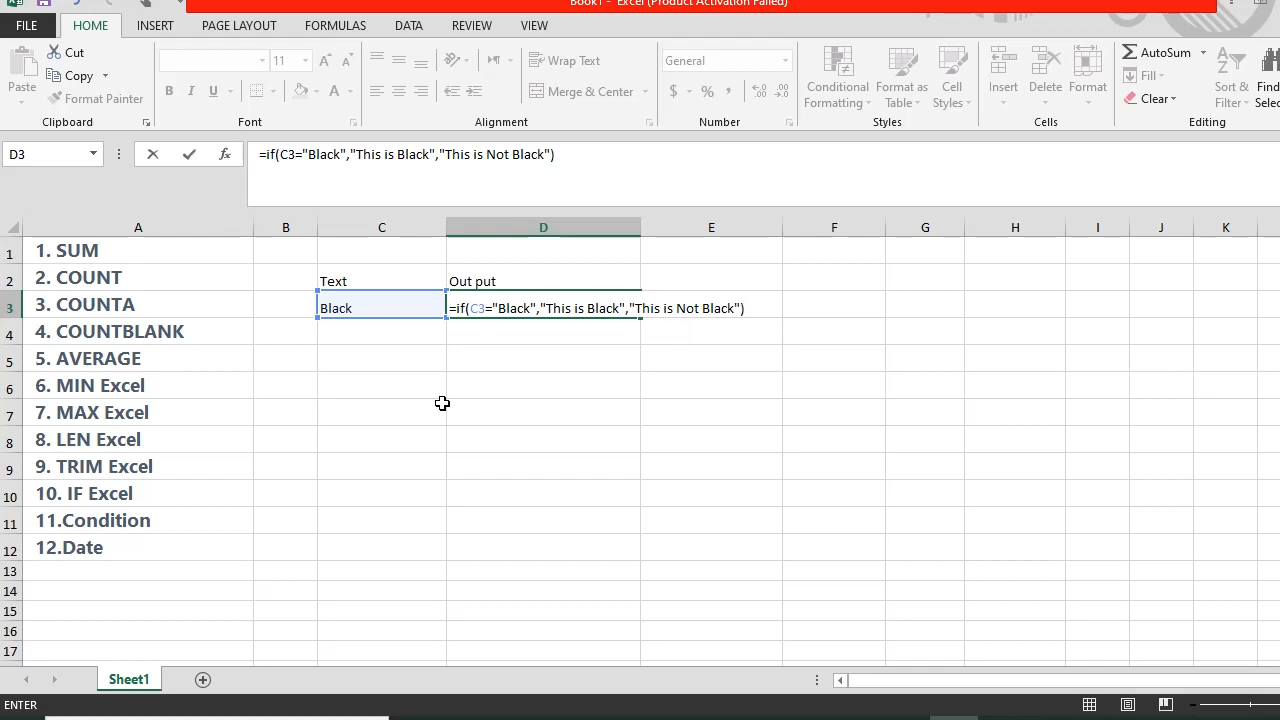 Book1 - Excel (Product Activation Failed)
FILE HOME INSERT PAGE LAYOUT FORMULAS DATA REVIEW VIEW
Cut
Copy
Format Painter
Paste
Clipboard
11
B I U A
Font
Wrap Text
Merge & Center
Alignment
General
$ % ,
Number
Conditional Formatting
Format as Table
Cell Styles
Styles
Insert Delete Format
Cells
AutoSum
Fill
Clear
Sort & Filter
Find
Selec
Editing
D3 fx =if(C3="Black","This is Black","This is Not Black")
A B C D E F G H I J K
1 1. SUM
2 2. COUNT Text Out put
3 3. COUNTA Black =if(C3="Black","This is Black","This is Not Black")
4 4. COUNTBLANK
5 5. AVERAGE
6 6. MIN Excel
7 7. MAX Excel
8 8. LEN Excel
9 9. TRIM Excel
10 10. IF Excel
11 11.Condition
12 12.Date
13
14
15
16
17
Sheet1
ENTER